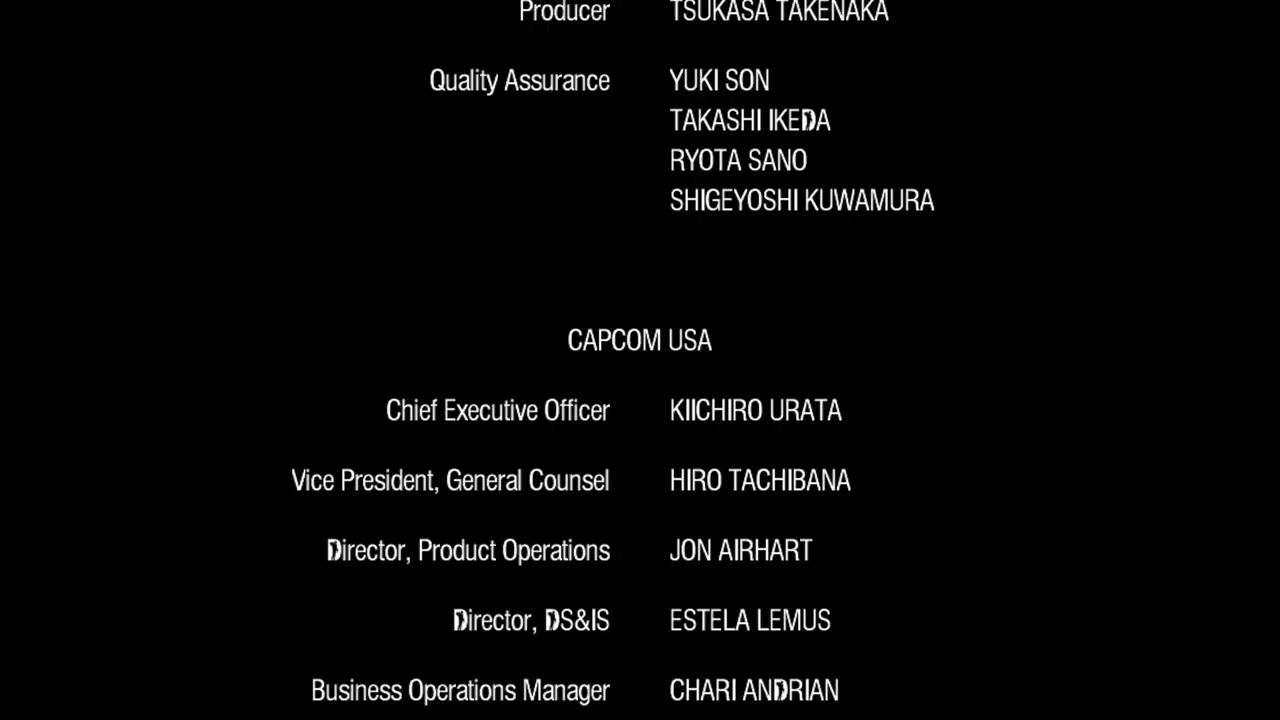 Producer TSUKASA TAKENAKA
Quality Assurance YUKI SON
TAKASHI IKEDA
RYOTA SANO
SHIGEYOSHI KUWAMURA
CAPCOM USA
Chief Executive Officer KIICHIRO URATA
Vice President, General Counsel HIRO TACHIBANA
Director, Product Operations JON AIRHART
Director, DS&IS ESTELA LEMUS
Business Operations Manager CHARI ANDRIAN